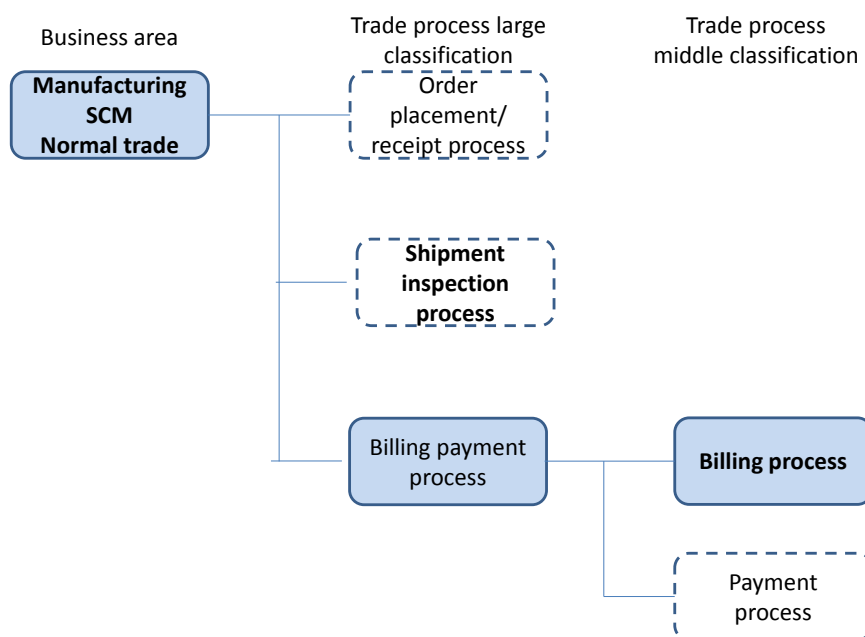 Business area
Trade process large
classification
Trade process
middle classification
Manufacturing
SCM
Normal trade
Order
placement/
receipt process
Shipment
inspection
process
Billing payment
process
Billing process
Payment
process